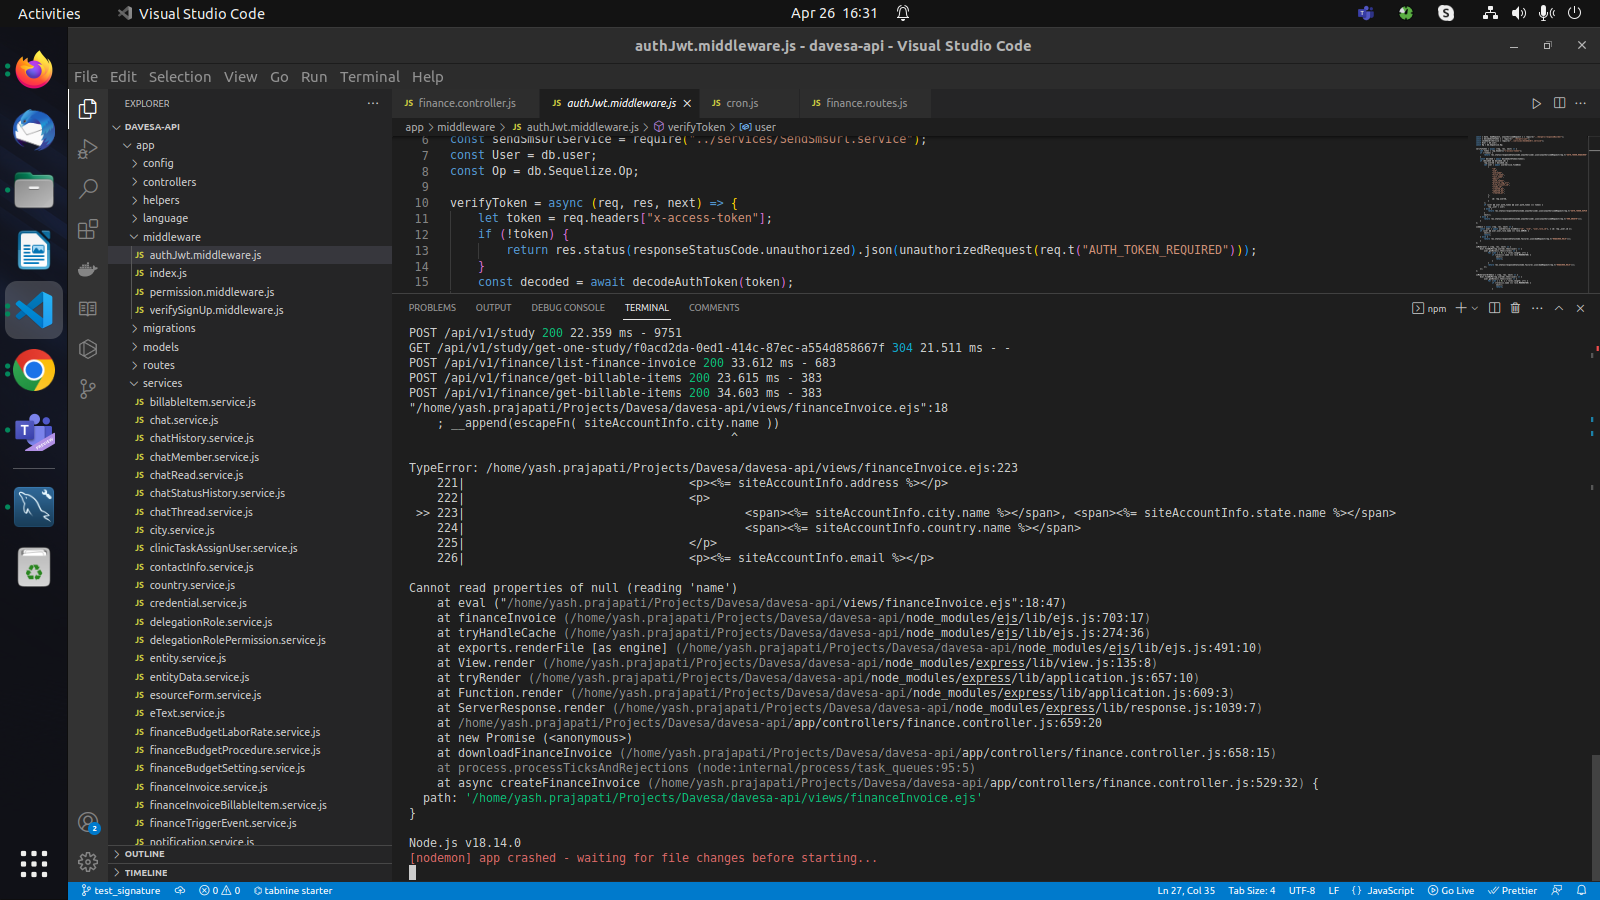 Activities
Visual Studio Code
Apr 26 16:31
authJwt.middleware.js - davesa-api - Visual Studio Code
File Edit Selection View Go Run Terminal Help
EXPLORER
DAVESA-API
app
config
controllers
helpers
language
middleware
JS authJwt.middleware.js
JS index.js
JS permission.middleware.js
JS verifySignUp.middleware.js
migrations
models
routes
services
JS billableItem.service.js
JS chat.service.js
JS chatHistory.service.js
JS chatMember.service.js
JS chatRead.service.js
JS chatStatusHistory.service.js
JS chatThread.service.js
JS city.service.js
JS clinicTaskAssignUser.service.js
JS contactInfo.service.js
JS country.service.js
JS credential.service.js
JS delegationRole.service.js
JS delegationRolePermission.service.js
JS entity.service.js
JS entityData.service.js
JS esourceForm.service.js
JS eText.service.js
JS financeBudgetLaborRate.service.js
JS financeBudgetProcedure.service.js
JS financeBudgetSetting.service.js
JS financeInvoice.service.js
JS financeInvoiceBillableItem.service.js
JS financeTriggerEvent.service.js
JS notification.service.js
OUTLINE
TIMELINE
JS finance.controller.js JS authJwt.middleware.js JS cron.js JS finance.routes.js
app > middleware > JS authJwt.middleware.js > verifyToken > user
6 const sendSmsUrlService = require("../services/SendSmsUrl.service");
7 const User = db.user;
8 const Op = db.Sequelize.Op;
9
10 verifyToken = async (req, res, next) => {
11 let token = req.headers["x-access-token"];
12 if (!token) {
13 return res.status(responseStatusCode.unauthorized).json(unauthorizedRequest(req.t("AUTH_TOKEN_REQUIRED")));
14 }
15 const decoded = await decodeAuthToken(token);
PROBLEMS OUTPUT DEBUG CONSOLE TERMINAL COMMENTS
npm
POST /api/v1/study 200 22.359 ms - 9751
GET /api/v1/study/get-one-study/f0acd2da-0ed1-414c-87ec-a554d858667f 304 21.511 ms - -
POST /api/v1/finance/list-finance-invoice 200 33.612 ms - 683
POST /api/v1/finance/get-billable-items 200 23.615 ms - 383
POST /api/v1/finance/get-billable-items 200 34.603 ms - 383
"/home/yash.prajapati/Projects/Davesa/davesa-api/views/financeInvoice.ejs":18
; __append(escapeFn( siteAccountInfo.city.name ))
^
TypeError: /home/yash.prajapati/Projects/Davesa/davesa-api/views/financeInvoice.ejs:223
221| <p><%= siteAccountInfo.address %></p>
222| <p>
>> 223| <span><%= siteAccountInfo.city.name %></span>, <span><%= siteAccountInfo.state.name %></span>
224| <span><%= siteAccountInfo.country.name %></span>
225| </p>
226| <p><%= siteAccountInfo.email %></p>
Cannot read properties of null (reading 'name')
at eval ("/home/yash.prajapati/Projects/Davesa/davesa-api/views/financeInvoice.ejs":18:47)
at financeInvoice (/home/yash.prajapati/Projects/Davesa/davesa-api/node_modules/ejs/lib/ejs.js:703:17)
at tryHandleCache (/home/yash.prajapati/Projects/Davesa/davesa-api/node_modules/ejs/lib/ejs.js:274:36)
at exports.renderFile [as engine] (/home/yash.prajapati/Projects/Davesa/davesa-api/node_modules/ejs/lib/ejs.js:491:10)
at View.render (/home/yash.prajapati/Projects/Davesa/davesa-api/node_modules/express/lib/view.js:135:8)
at tryRender (/home/yash.prajapati/Projects/Davesa/davesa-api/node_modules/express/lib/application.js:657:10)
at Function.render (/home/yash.prajapati/Projects/Davesa/davesa-api/node_modules/express/lib/application.js:609:3)
at ServerResponse.render (/home/yash.prajapati/Projects/Davesa/davesa-api/node_modules/express/lib/response.js:1039:7)
at /home/yash.prajapati/Projects/Davesa/davesa-api/app/controllers/finance.controller.js:659:20
at new Promise (<anonymous>)
at downloadFinanceInvoice (/home/yash.prajapati/Projects/Davesa/davesa-api/app/controllers/finance.controller.js:658:15)
at process.processTicksAndRejections (node:internal/process/task_queues:95:5)
at async createFinanceInvoice (/home/yash.prajapati/Projects/Davesa/davesa-api/app/controllers/finance.controller.js:529:32) {
path: '/home/yash.prajapati/Projects/Davesa/davesa-api/views/financeInvoice.ejs'
}
Node.js v18.14.0
[nodemon] app crashed - waiting for file changes before starting...
2
test_signature 0 0 tabnine starter Ln 27, Col 35 Tab Size: 4 UTF-8 LF {} JavaScript Go Live Prettier